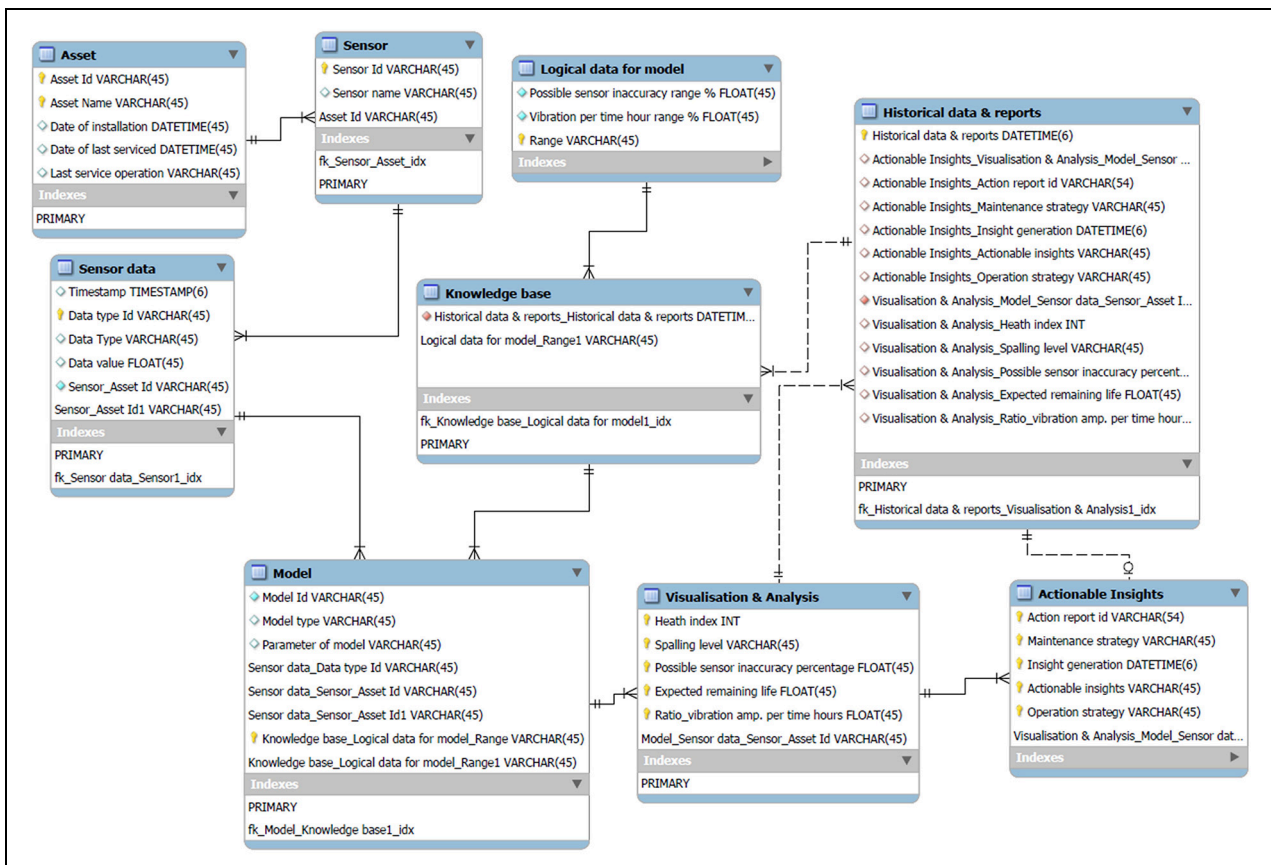 Asset
Asset Id VARCHAR(45)
Asset Name VARCHAR(45)
Date of installation DATETIME(45)
Date of last serviced DATETIME(45)
Last service operation VARCHAR(45)
Indexes
PRIMARY
Sensor
Sensor Id VARCHAR(45)
Sensor name VARCHAR(45)
Asset Id VARCHAR(45)
Indexes
fk_Sensor_Asset_idx
PRIMARY
Logical data for model
Possible sensor inaccuracy range % FLOAT(45)
Vibration per time hour range % FLOAT(45)
Range VARCHAR(45)
Indexes
Historical data & reports
Historical data & reports DATETIME(6)
Actionable Insights_Visualisation & Analysis_Model_Sensor ...
Actionable Insights_Action report id VARCHAR(54)
Actionable Insights_Maintenance strategy VARCHAR(45)
Actionable Insights_Insight generation DATETIME(6)
Actionable Insights_Actionable insights VARCHAR(45)
Actionable Insights_Operation strategy VARCHAR(45)
Visualisation & Analysis_Model_Sensor data_Sensor_Asset I...
Visualisation & Analysis_Heath index INT
Visualisation & Analysis_Spalling level VARCHAR(45)
Visualisation & Analysis_Possible sensor inaccuracy percent...
Visualisation & Analysis_Expected remaining life FLOAT(45)
Visualisation & Analysis_Ratio_vibration amp. per time hour...
Indexes
PRIMARY
fk_Historical data & reports_Visualisation & Analysis1_idx
Sensor data
Timestamp TIMESTAMP(6)
Data type Id VARCHAR(45)
Data Type VARCHAR(45)
Data value FLOAT(45)
Sensor_Asset Id VARCHAR(45)
Sensor_Asset Id1 VARCHAR(45)
Indexes
PRIMARY
fk_Sensor data_Sensor1_idx
Knowledge base
Historical data & reports_Historical data & reports DATETIM...
Logical data for model_Range1 VARCHAR(45)
Indexes
fk_Knowledge base_Logical data for model1_idx
PRIMARY
Model
Model Id VARCHAR(45)
Model type VARCHAR(45)
Parameter of model VARCHAR(45)
Sensor data_Data type Id VARCHAR(45)
Sensor data_Sensor_Asset Id VARCHAR(45)
Sensor data_Sensor_Asset Id1 VARCHAR(45)
Knowledge base_Logical data for model_Range VARCHAR(45)
Knowledge base_Logical data for model_Range1 VARCHAR(45)
Indexes
PRIMARY
fk_Model_Knowledge base1_idx
Visualisation & Analysis
Heath index INT
Spalling level VARCHAR(45)
Possible sensor inaccuracy percentage FLOAT(45)
Expected remaining life FLOAT(45)
Ratio_vibration amp. per time hours FLOAT(45)
Model_Sensor data_Sensor_Asset Id VARCHAR(45)
Indexes
PRIMARY
Actionable Insights
Action report id VARCHAR(54)
Maintenance strategy VARCHAR(45)
Insight generation DATETIME(6)
Actionable insights VARCHAR(45)
Operation strategy VARCHAR(45)
Visualisation & Analysis_Model_Sensor dat...
Indexes